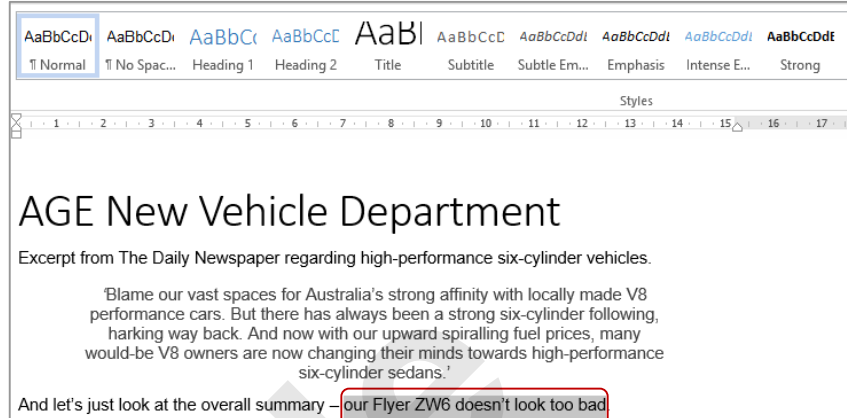 AaBbCcDc AaBbCcDc AaBbCc AaBbCcC AaBl AaBbCcD AaBbCcDdE AaBbCcDdE AaBbCcDdE AaBbCcDdE
¶ Normal ¶ No Spac... Heading 1 Heading 2 Title Subtitle Subtle Em... Emphasis Intense E... Strong
Styles
1 2 3 4 5 6 7 8 9 10 11 12 13 14 15 16 17
AGE New Vehicle Department
Excerpt from The Daily Newspaper regarding high-performance six-cylinder vehicles.
'Blame our vast spaces for Australia's strong affinity with locally made V8
performance cars. But there has always been a strong six-cylinder following,
harking way back. And now with our upward spiralling fuel prices, many
would-be V8 owners are now changing their minds towards high-performance
six-cylinder sedans.'
And let's just look at the overall summary – our Flyer ZW6 doesn't look too bad.